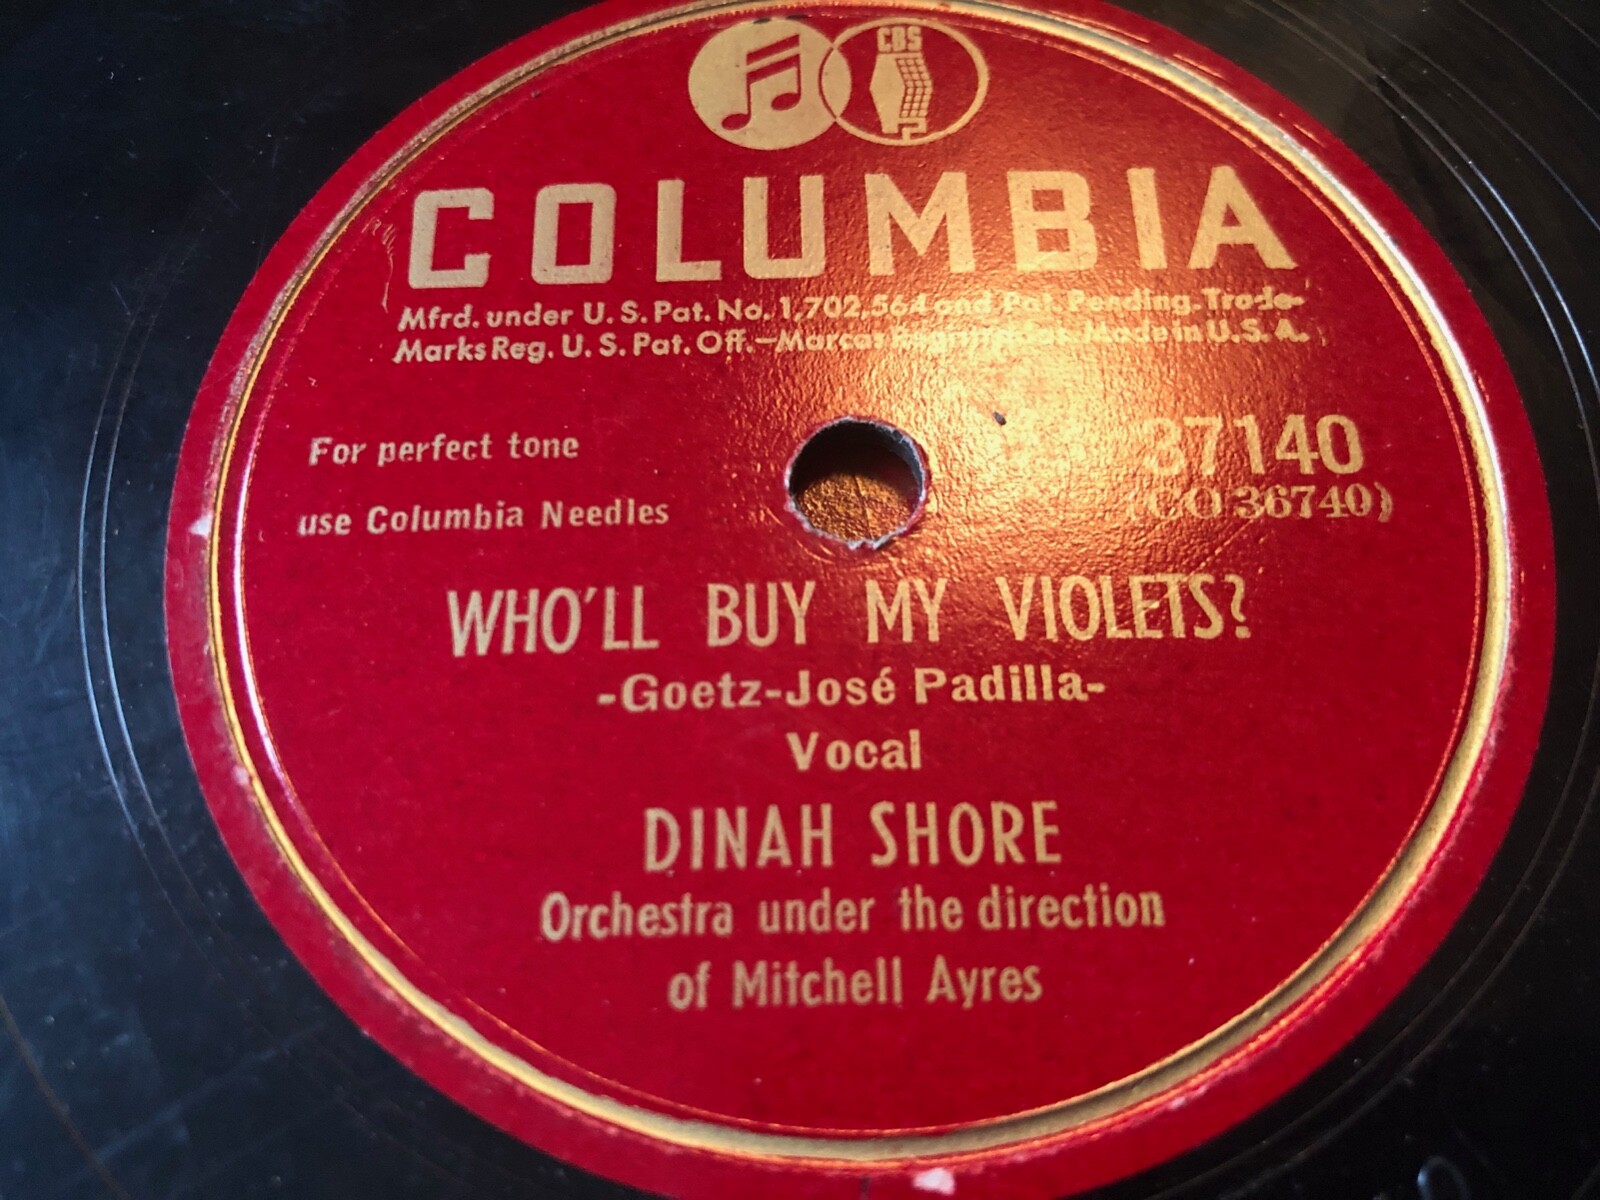 CBS
COLUMBIA
Mfrd. under U. S. Pat. No. 1,702,564 and Pat. Pending. Trade-
Marks Reg. U. S. Pat. Off.—Marcas Made in U. S. A.
For perfect tone
use Columbia Needles
37140
(CO 36740)
WHO'LL BUY MY VIOLETS?
-Goetz-José Padilla-
Vocal
DINAH SHORE
Orchestra under the direction
of Mitchell Ayres